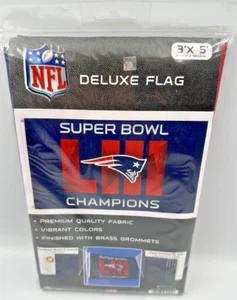 NFL
DELUXE FLAG
3' X 5'
SUPER BOWL
LIII
CHAMPIONS
• PREMIUM QUALITY FABRIC
• VIBRANT COLORS
• FINISHED WITH BRASS GROMMETS